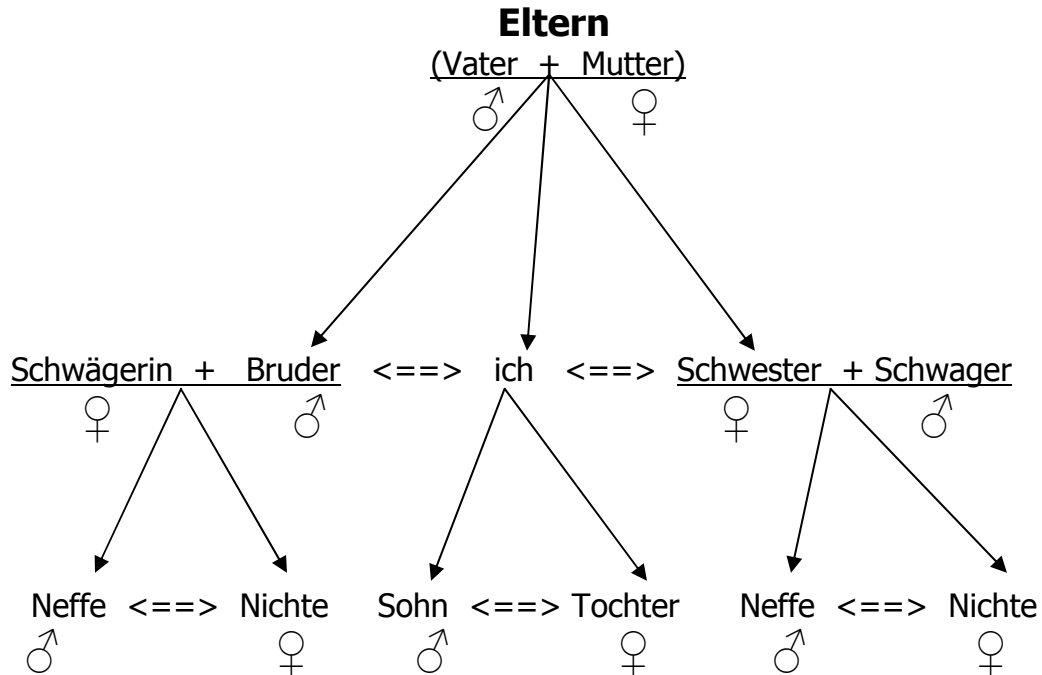 Eltern
(Vater + Mutter)
♂ ♀
Schwägerin + Bruder <==> ich <==> Schwester + Schwager
♀ ♂ ♀ ♂
Neffe <==> Nichte Sohn <==> Tochter Neffe <==> Nichte
♂ ♀ ♂ ♀ ♂ ♀